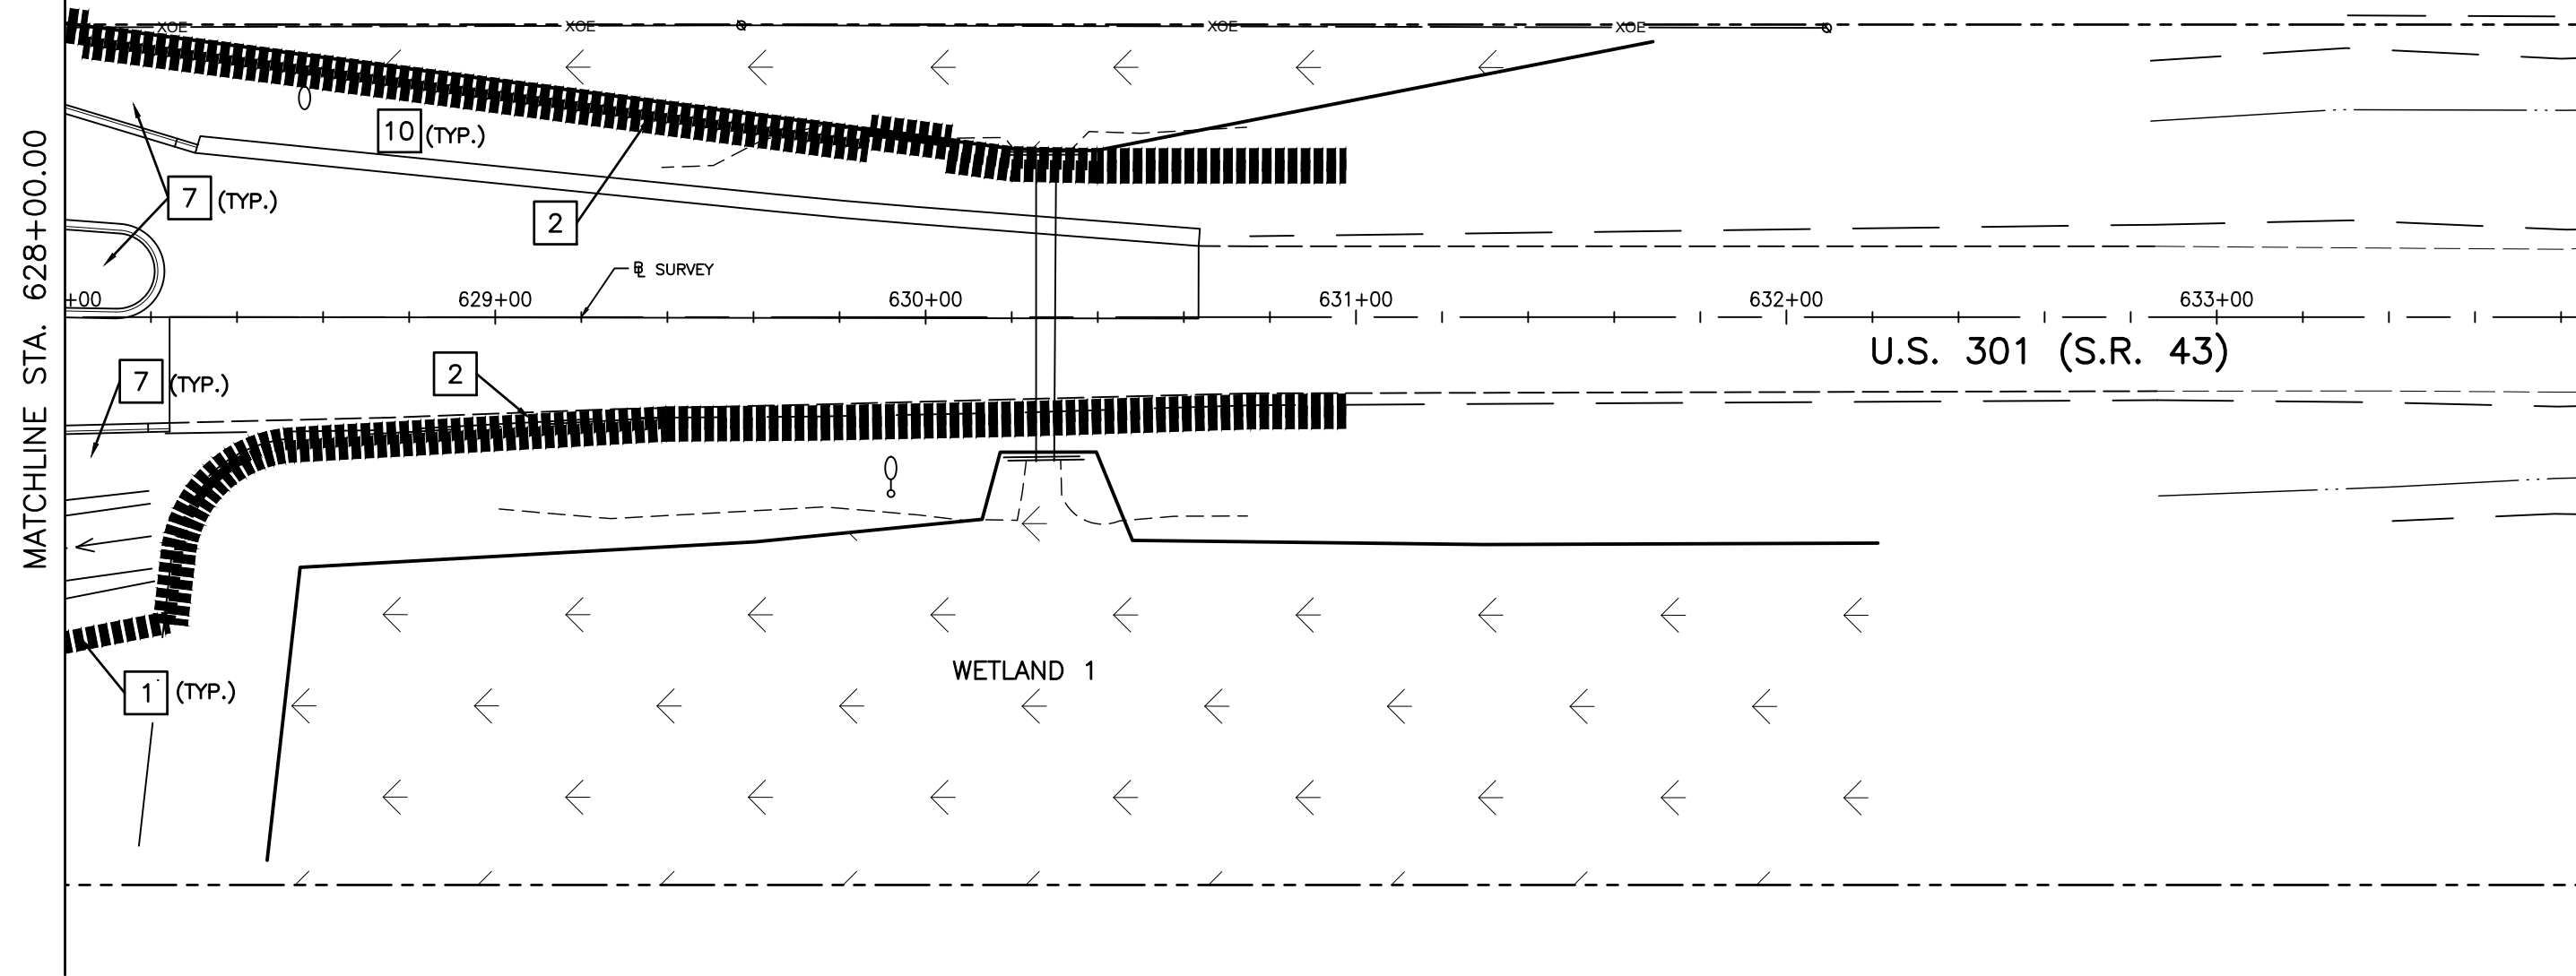 XOE XOE XOE XOE
10 (TYP.)
7 (TYP.)
2
MATCHLINE STA. 628+00.00
℄ SURVEY
+00 629+00 630+00 631+00 632+00 633+00
U.S. 301 (S.R. 43)
2
7 (TYP.)
WETLAND 1
1 (TYP.)